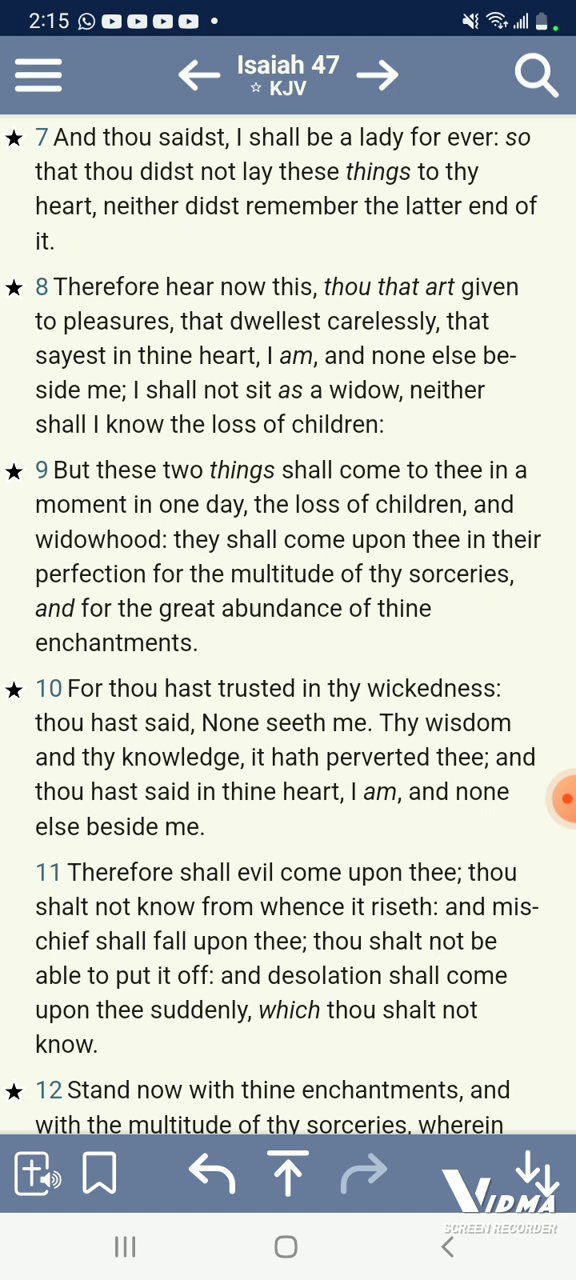 2:15
Isaiah 47
☆ KJV
★ 7 And thou saidst, I shall be a lady for ever: so
that thou didst not lay these things to thy
heart, neither didst remember the latter end of
it.
★ 8 Therefore hear now this, thou that art given
to pleasures, that dwellest carelessly, that
sayest in thine heart, I am, and none else be-
side me; I shall not sit as a widow, neither
shall I know the loss of children:
★ 9 But these two things shall come to thee in a
moment in one day, the loss of children, and
widowhood: they shall come upon thee in their
perfection for the multitude of thy sorceries,
and for the great abundance of thine
enchantments.
★ 10 For thou hast trusted in thy wickedness:
thou hast said, None seeth me. Thy wisdom
and thy knowledge, it hath perverted thee; and
thou hast said in thine heart, I am, and none
else beside me.
11 Therefore shall evil come upon thee; thou
shalt not know from whence it riseth: and mis-
chief shall fall upon thee; thou shalt not be
able to put it off: and desolation shall come
upon thee suddenly, which thou shalt not
know.
★ 12 Stand now with thine enchantments, and
with the multitude of thy sorceries, wherein
VIDMA
SCREEN RECORDER